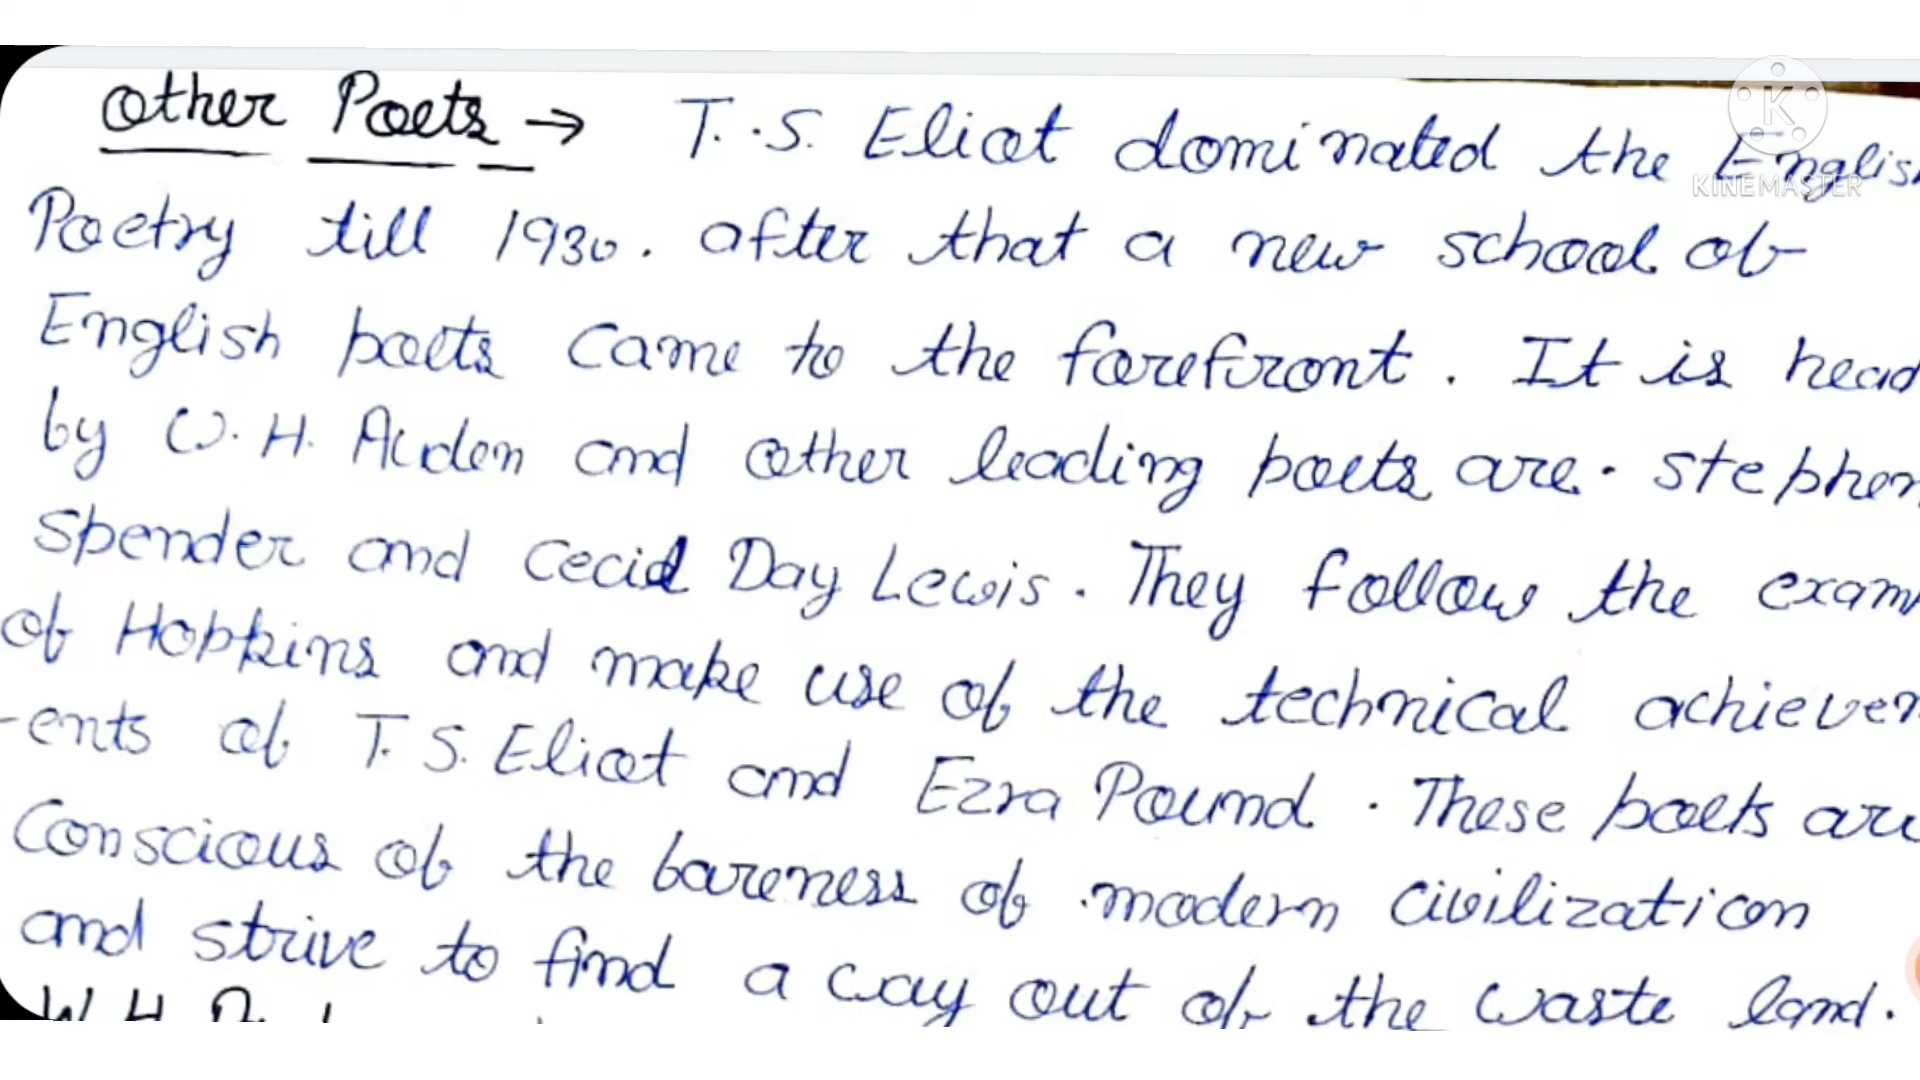 Other Poets → T.S. Eliot dominated the Englis
Poetry till 1930. after that a new school of
English poets came to the forefront. It is head
by W.H. Auden and other leading poets are. Stephen
Spender and Cecid Day Lewis. They follow the exam
of Hopkins and make use of the technical achievem
-ents of T.S. Eliot and Ezra Pound. These poets are
Conscious of the bareness of modern civilization
and strive to find a way out of the waste land.
KINEMASTER